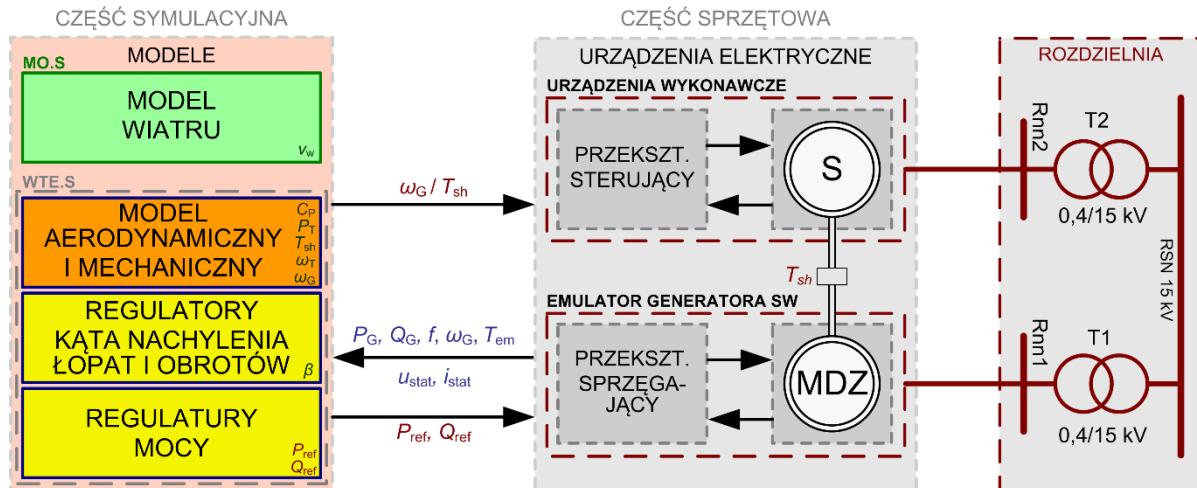 CZĘŚĆ SYMULACYJNA
MODELE
MO.S
MODEL
WIATRU
vw
WTE.S
MODEL
AERODYNAMICZNY
I MECHANICZNY
CP
PT
Tsh
ωT
ωG
REGULATORY
KĄTA NACHYLENIA
ŁOPAT I OBROTÓW
β
REGULATURY
MOCY
Pref
Qref
ωG / Tsh
PG, QG, f, ωG, Tem
ustat, istat
Pref, Qref
CZĘŚĆ SPRZĘTOWA
URZĄDZENIA ELEKTRYCZNE
URZĄDZENIA WYKONAWCZE
PRZEKSZT.
STERUJĄCY
S
Tsh
EMULATOR GENERATORA SW
PRZEKSZT.
SPRZĘGA-
JĄCY
MDZ
ROZDZIELNIA
Rnn2
T2
0,4/15 kV
RSN 15 kV
Rnn1
T1
0,4/15 kV